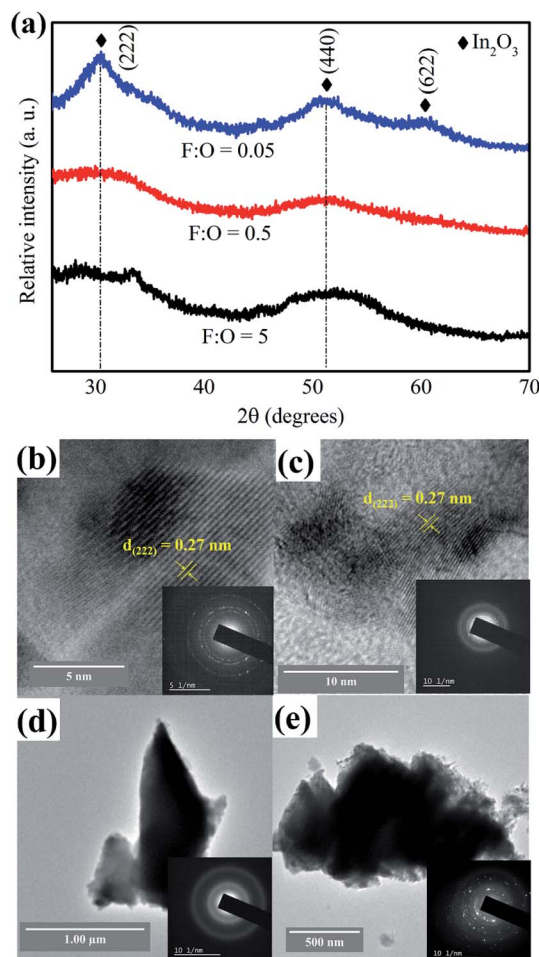 (a)
(222)
(440)
(622)
♦ In₂O₃
Relative intensity (a. u.)
F:O = 0.05
F:O = 0.5
F:O = 5
30
40
50
60
70
2θ (degrees)
(b)
d(222) = 0.27 nm
5 nm
5 1/nm
(c)
d(222) = 0.27 nm
10 nm
10 1/nm
(d)
1.00 µm
10 1/nm
(e)
500 nm
10 1/nm